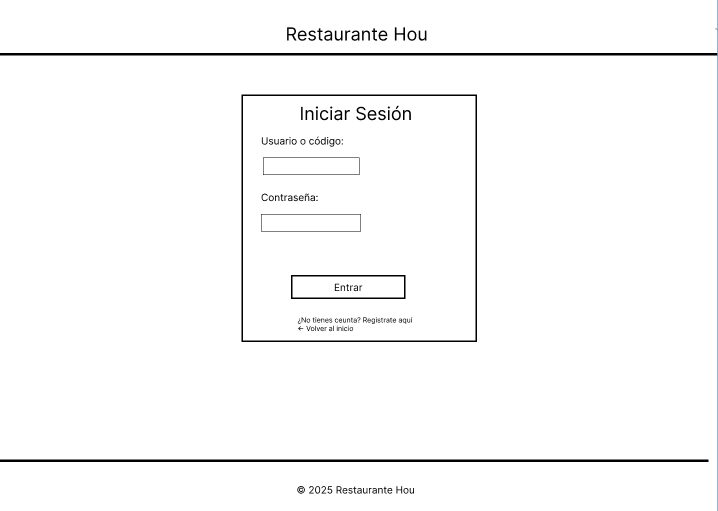 Restaurante Hou
Iniciar Sesión
Usuario o código:
Contraseña:
Entrar
¿No tienes ceunta? Registrate aquí
← Volver al inicio
© 2025 Restaurante Hou